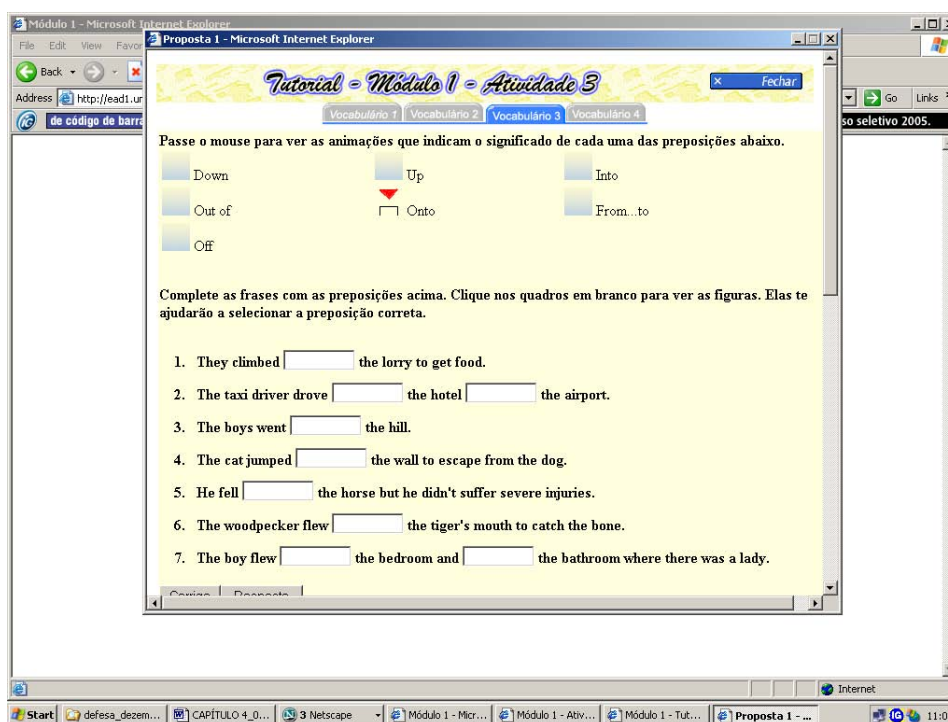 Módulo 1 - Microsoft Internet Explorer
Proposta 1 - Microsoft Internet Explorer
File Edit View Favor
Back
Address http://ead1.ur
Go Links
de código de barra
so seletivo 2005.
Tutorial - Módulo 1 - Atividade 3
× Fechar
Vocabulário 1 Vocabulário 2 Vocabulário 3 Vocabulário 4
Passe o mouse para ver as animações que indicam o significado de cada uma das preposições abaixo.
Down Up Into
Out of Onto From...to
Off
Complete as frases com as preposições acima. Clique nos quadros em branco para ver as figuras. Elas te
ajudarão a selecionar a preposição correta.
1. They climbed the lorry to get food.
2. The taxi driver drove the hotel the airport.
3. The boys went the hill.
4. The cat jumped the wall to escape from the dog.
5. He fell the horse but he didn't suffer severe injuries.
6. The woodpecker flew the tiger's mouth to catch the bone.
7. The boy flew the bedroom and the bathroom where there was a lady.
Corrige Resposta
Internet
Start defesa_dezem... CAPÍTULO 4_0... 3 Netscape Módulo 1 - Micr... Módulo 1 - Ativ... Módulo 1 - Tut... Proposta 1 - ...